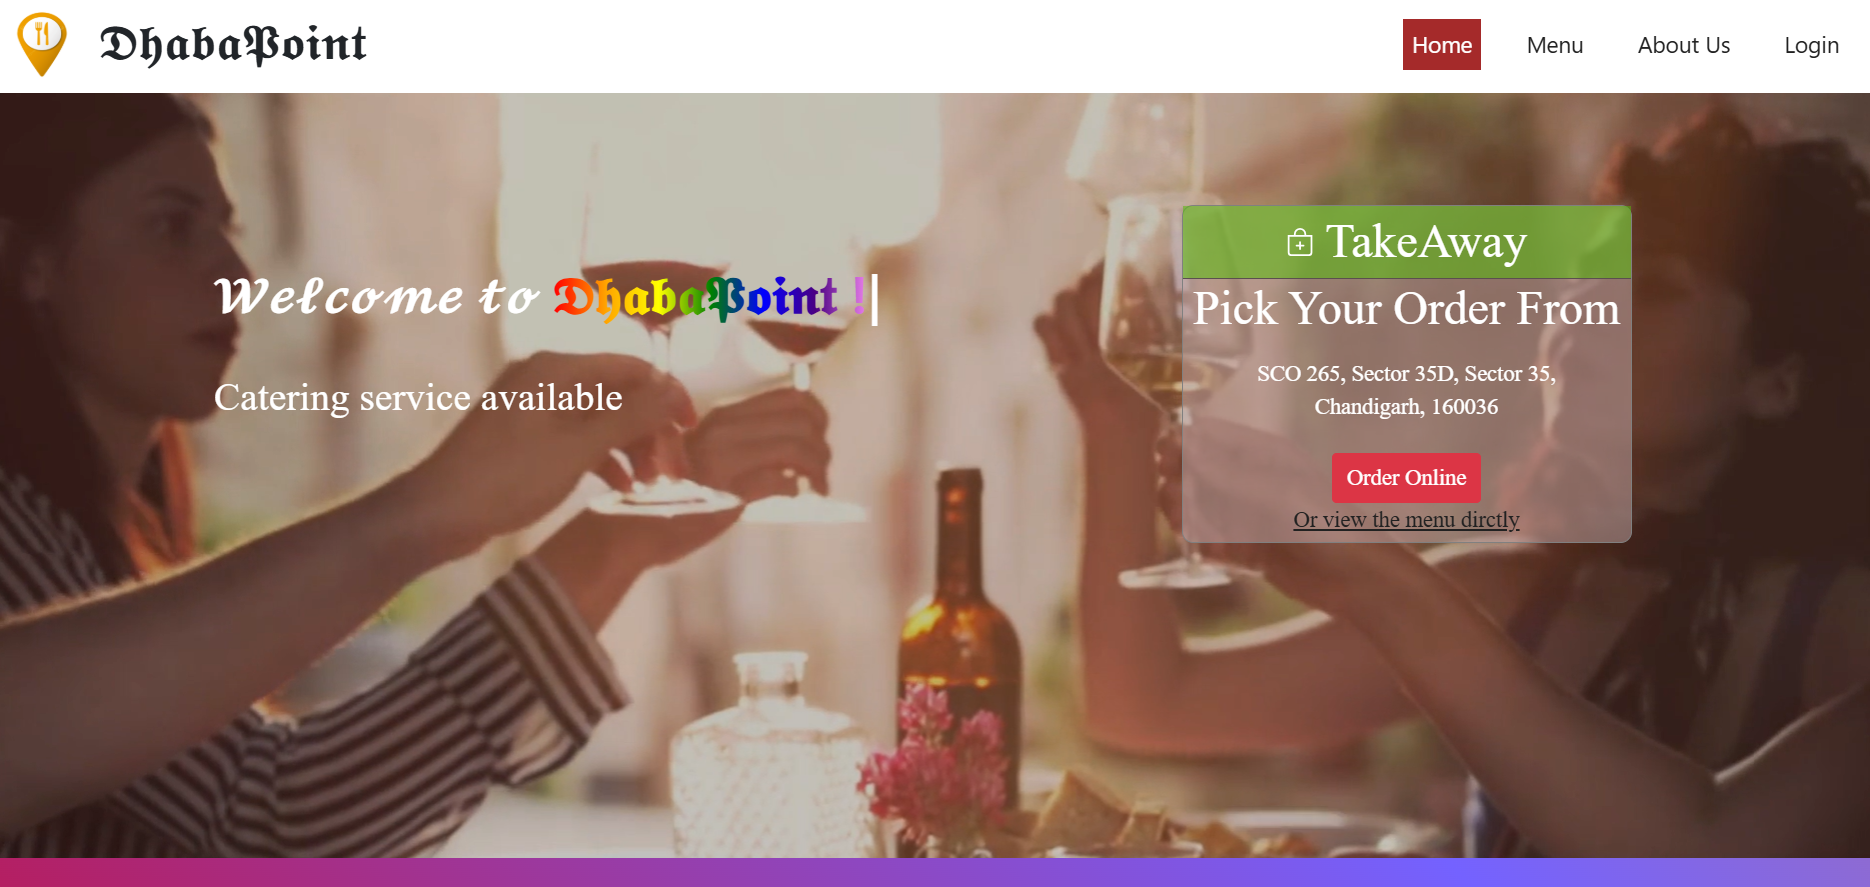 DhabaPoint
Home Menu About Us Login
Welcome to DhabaPoint !|
Catering service available
TakeAway
Pick Your Order From
SCO 265, Sector 35D, Sector 35,
Chandigarh, 160036
Order Online
Or view the menu dirctly